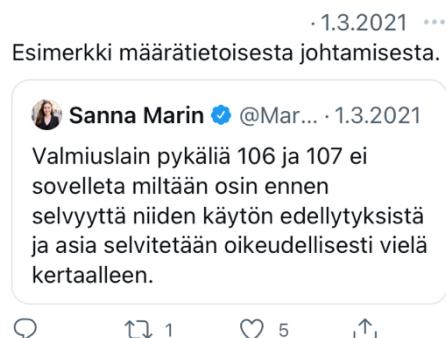 · 1.3.2021 ···
Esimerkki määrätietoisesta johtamisesta.
Sanna Marin @Mar... · 1.3.2021
Valmiuslain pykäliä 106 ja 107 ei
sovelleta miltään osin ennen
selvyyttä niiden käytön edellytyksistä
ja asia selvitetään oikeudellisesti vielä
kertaalleen.
1 5